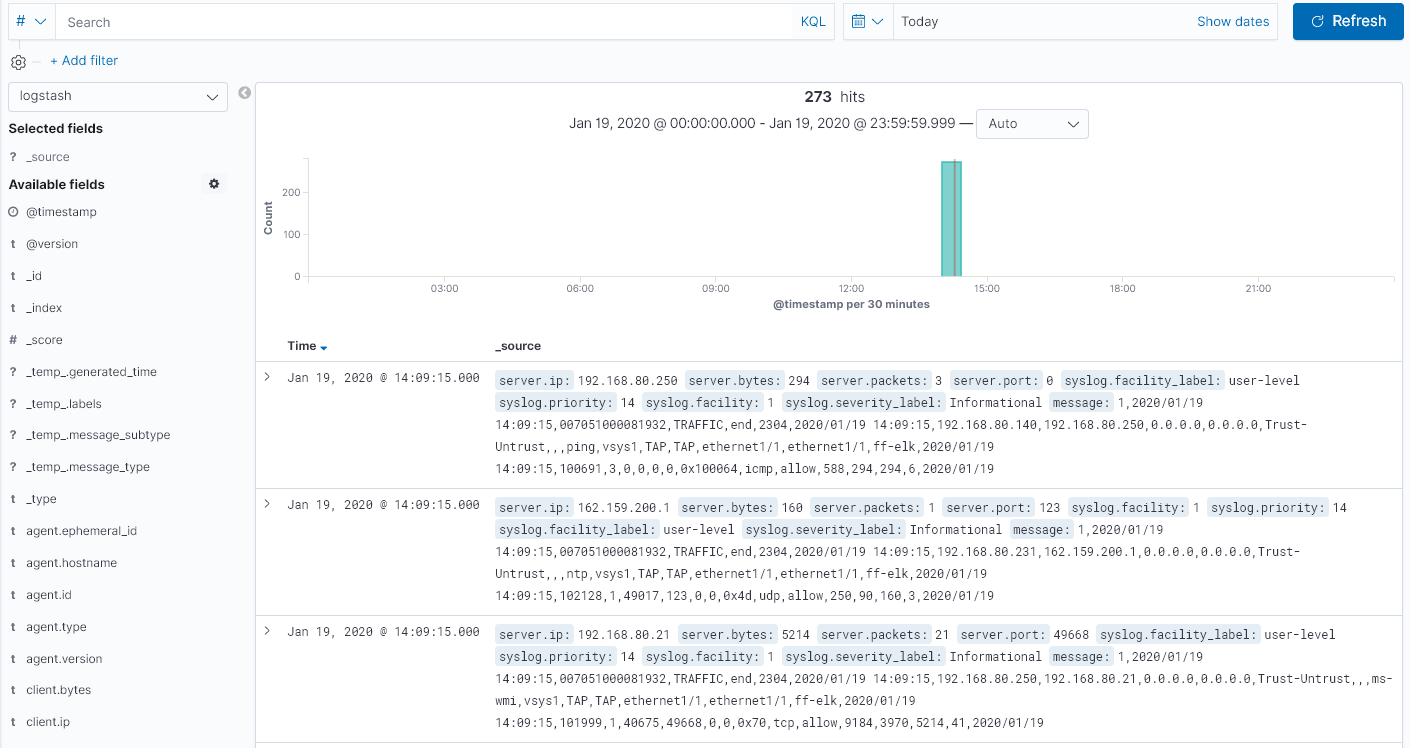 # Search KQL Today Show dates Refresh
+ Add filter
logstash
Selected fields
? _source
Available fields
@timestamp
t @version
t _id
t _index
# _score
? _temp_.generated_time
? _temp_.labels
? _temp_.message_subtype
? _temp_.message_type
t _type
t agent.ephemeral_id
t agent.hostname
t agent.id
t agent.type
t agent.version
t client.bytes
t client.ip
273 hits
Jan 19, 2020 @ 00:00:00.000 - Jan 19, 2020 @ 23:59:59.999 — Auto
Count
200
100
0
03:00 06:00 09:00 12:00 15:00 18:00 21:00
@timestamp per 30 minutes
Time _source
Jan 19, 2020 @ 14:09:15.000 server.ip: 192.168.80.250 server.bytes: 294 server.packets: 3 server.port: 0 syslog.facility_label: user-level
syslog.priority: 14 syslog.facility: 1 syslog.severity_label: Informational message: 1,2020/01/19
14:09:15,007051000081932,TRAFFIC,end,2304,2020/01/19 14:09:15,192.168.80.140,192.168.80.250,0.0.0.0,0.0.0.0,Trust-
Untrust,,,ping,vsys1,TAP,TAP,ethernet1/1,ethernet1/1,ff-elk,2020/01/19
14:09:15,100691,3,0,0,0,0,0x100064,icmp,allow,588,294,294,6,2020/01/19
Jan 19, 2020 @ 14:09:15.000 server.ip: 162.159.200.1 server.bytes: 160 server.packets: 1 server.port: 123 syslog.facility: 1 syslog.priority: 14
syslog.facility_label: user-level syslog.severity_label: Informational message: 1,2020/01/19
14:09:15,007051000081932,TRAFFIC,end,2304,2020/01/19 14:09:15,192.168.80.231,162.159.200.1,0.0.0.0,0.0.0.0,Trust-
Untrust,,,ntp,vsys1,TAP,TAP,ethernet1/1,ethernet1/1,ff-elk,2020/01/19
14:09:15,102128,1,49017,123,0,0,0x4d,udp,allow,250,90,160,3,2020/01/19
Jan 19, 2020 @ 14:09:15.000 server.ip: 192.168.80.21 server.bytes: 5214 server.packets: 21 server.port: 49668 syslog.facility_label: user-level
syslog.priority: 14 syslog.facility: 1 syslog.severity_label: Informational message: 1,2020/01/19
14:09:15,007051000081932,TRAFFIC,end,2304,2020/01/19 14:09:15,192.168.80.250,192.168.80.21,0.0.0.0,0.0.0.0,Trust-Untrust,,,ms-
wmi,vsys1,TAP,TAP,ethernet1/1,ethernet1/1,ff-elk,2020/01/19
14:09:15,101999,1,40675,49668,0,0,0x70,tcp,allow,9184,3970,5214,41,2020/01/19